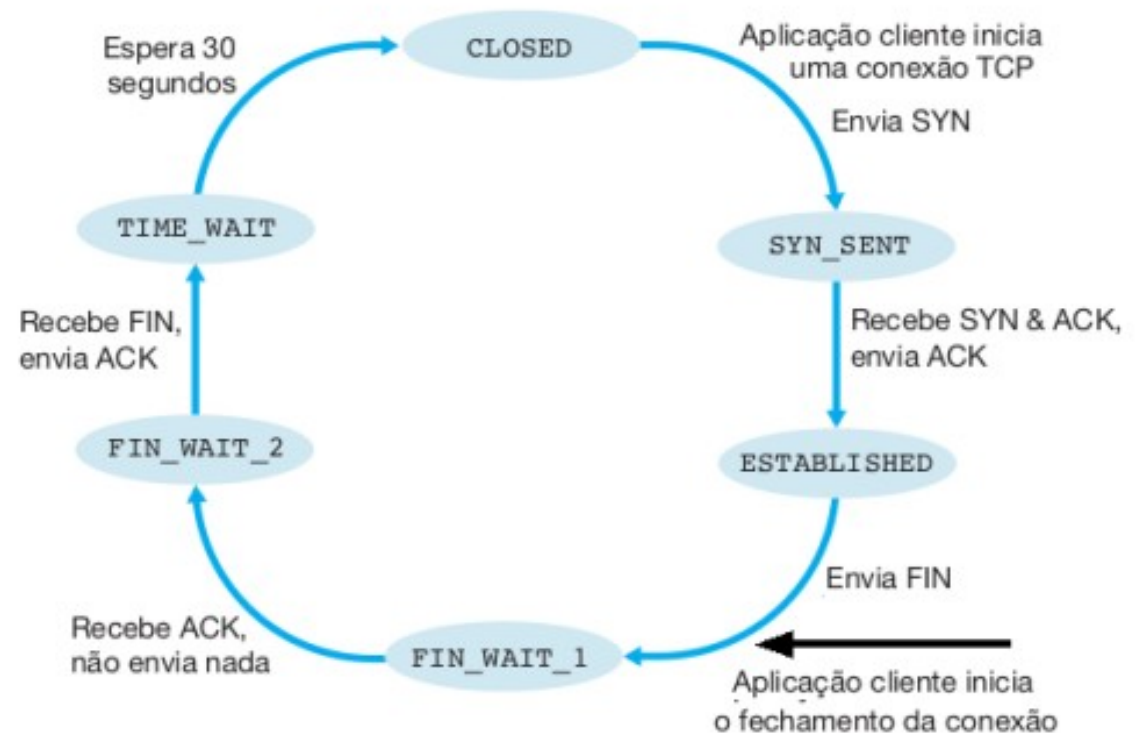 CLOSED
Aplicação cliente inicia
uma conexão TCP
Envia SYN
SYN_SENT
Recebe SYN & ACK,
envia ACK
ESTABLISHED
Envia FIN
Aplicação cliente inicia
o fechamento da conexão
FIN_WAIT_1
Recebe ACK,
não envia nada
FIN_WAIT_2
Recebe FIN,
envia ACK
TIME_WAIT
Espera 30
segundos